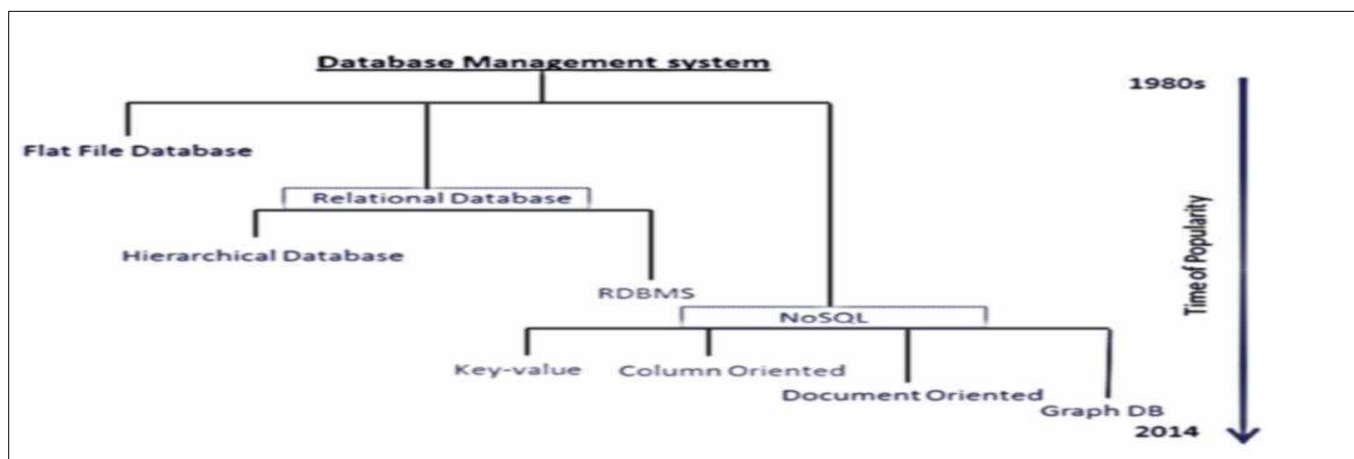 Database Management system
1980s
Flat File Database
Relational Database
Hierarchical Database
RDBMS
NoSQL
Key-value
Column Oriented
Document Oriented
Graph DB
2014
Time of Popularity